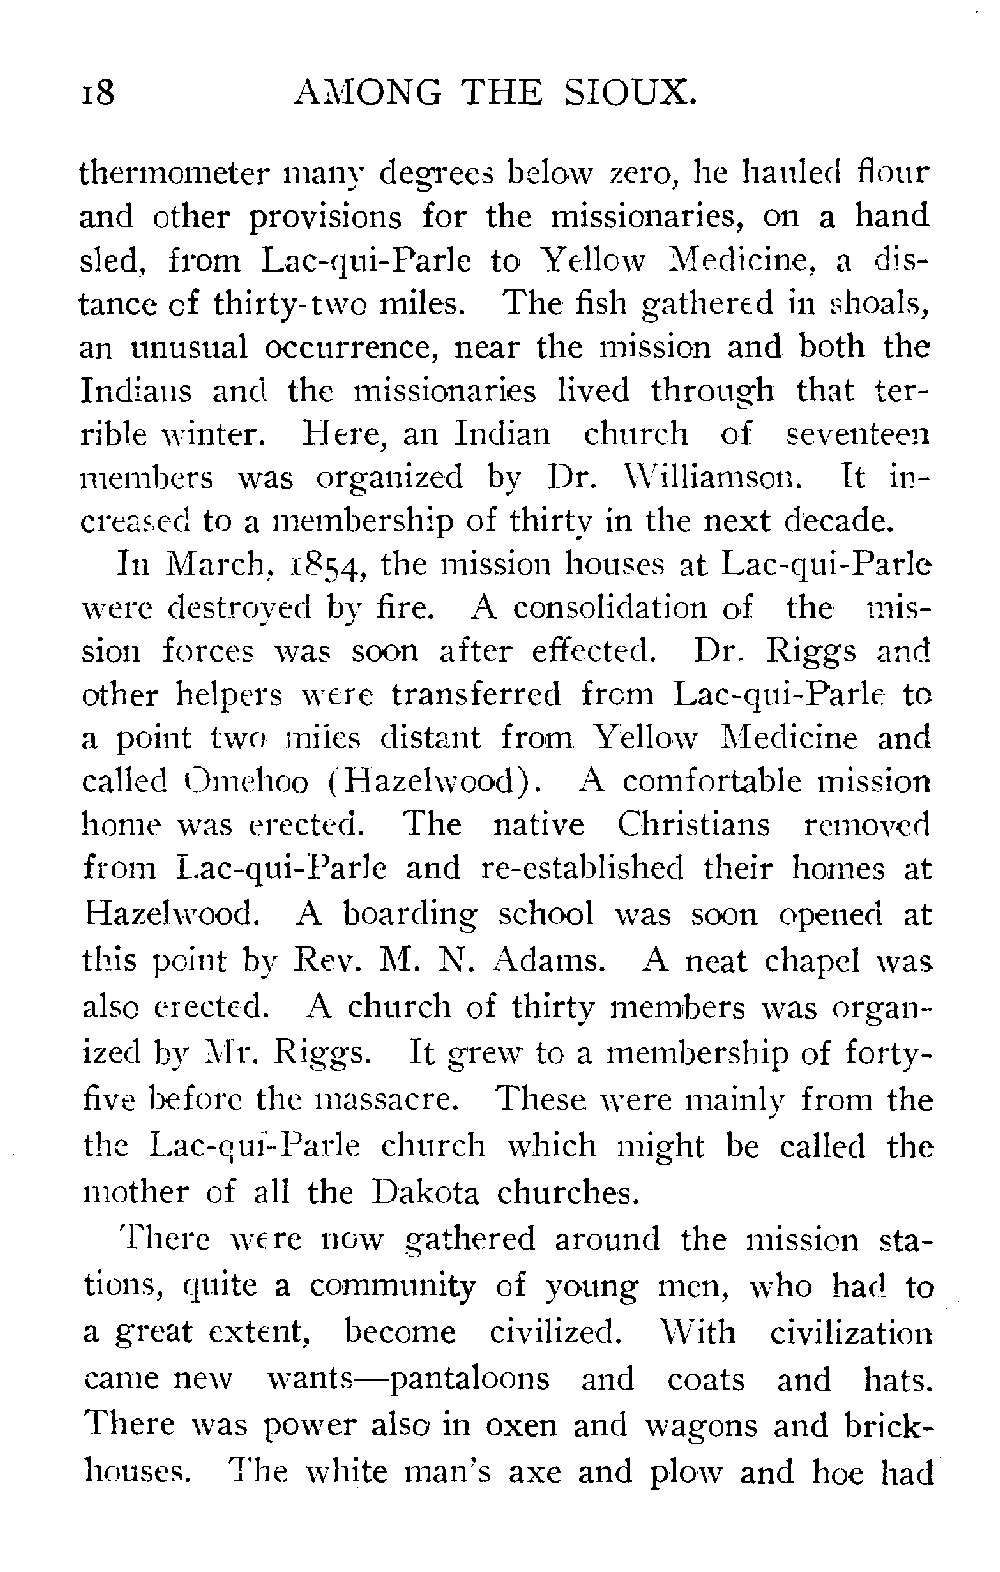 18 AMONG THE SIOUX.
thermometer many degrees below zero, he hauled flour
and other provisions for the missionaries, on a hand
sled, from Lac-qui-Parle to Yellow Medicine, a dis-
tance of thirty-two miles. The fish gathered in shoals,
an unusual occurrence, near the mission and both the
Indians and the missionaries lived through that ter-
rible winter. Here, an Indian church of seventeen
members was organized by Dr. Williamson. It in-
creased to a membership of thirty in the next decade.
In March, 1854, the mission houses at Lac-qui-Parle
were destroyed by fire. A consolidation of the mis-
sion forces was soon after effected. Dr. Riggs and
other helpers were transferred from Lac-qui-Parle to
a point two miles distant from Yellow Medicine and
called Omehoo (Hazelwood). A comfortable mission
home was erected. The native Christians removed
from Lac-qui-Parle and re-established their homes at
Hazelwood. A boarding school was soon opened at
this point by Rev. M. N. Adams. A neat chapel was
also erected. A church of thirty members was organ-
ized by Mr. Riggs. It grew to a membership of forty-
five before the massacre. These were mainly from the
the Lac-qui-Parle church which might be called the
mother of all the Dakota churches.
There were now gathered around the mission sta-
tions, quite a community of young men, who had to
a great extent, become civilized. With civilization
came new wants—pantaloons and coats and hats.
There was power also in oxen and wagons and brick-
houses. The white man's axe and plow and hoe had